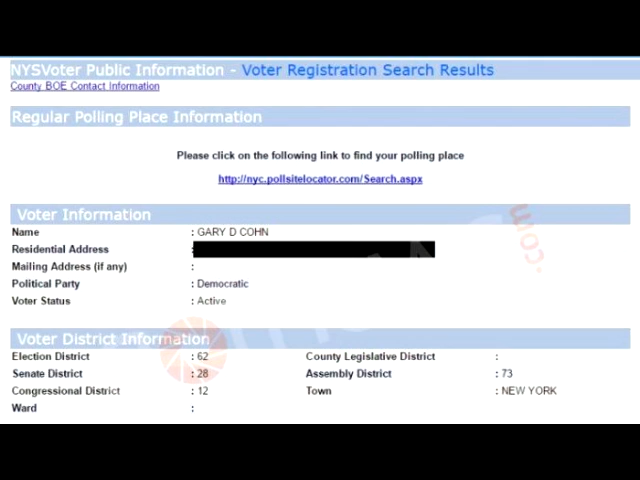 NYSVoter Public Information - Voter Registration Search Results
County BOE Contact Information
Regular Polling Place Information
Please click on the following link to find your polling place
http://nyc.pollsitelocator.com/Search.aspx
Voter Information
Name : GARY D COHN
Residential Address :
Mailing Address (if any) :
Political Party : Democratic
Voter Status : Active
Voter District Information
Election District : 62 County Legislative District :
Senate District : 28 Assembly District : 73
Congressional District : 12 Town : NEW YORK
Ward :
.com